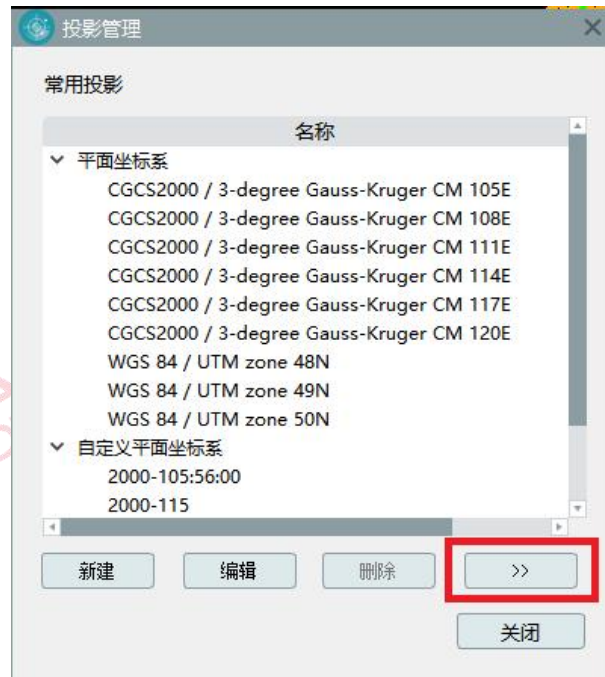 投影管理
常用投影
名称
平面坐标系
CGCS2000 / 3-degree Gauss-Kruger CM 105E
CGCS2000 / 3-degree Gauss-Kruger CM 108E
CGCS2000 / 3-degree Gauss-Kruger CM 111E
CGCS2000 / 3-degree Gauss-Kruger CM 114E
CGCS2000 / 3-degree Gauss-Kruger CM 117E
CGCS2000 / 3-degree Gauss-Kruger CM 120E
WGS 84 / UTM zone 48N
WGS 84 / UTM zone 49N
WGS 84 / UTM zone 50N
自定义平面坐标系
2000-105:56:00
2000-115
新建 编辑 删除 >>
关闭